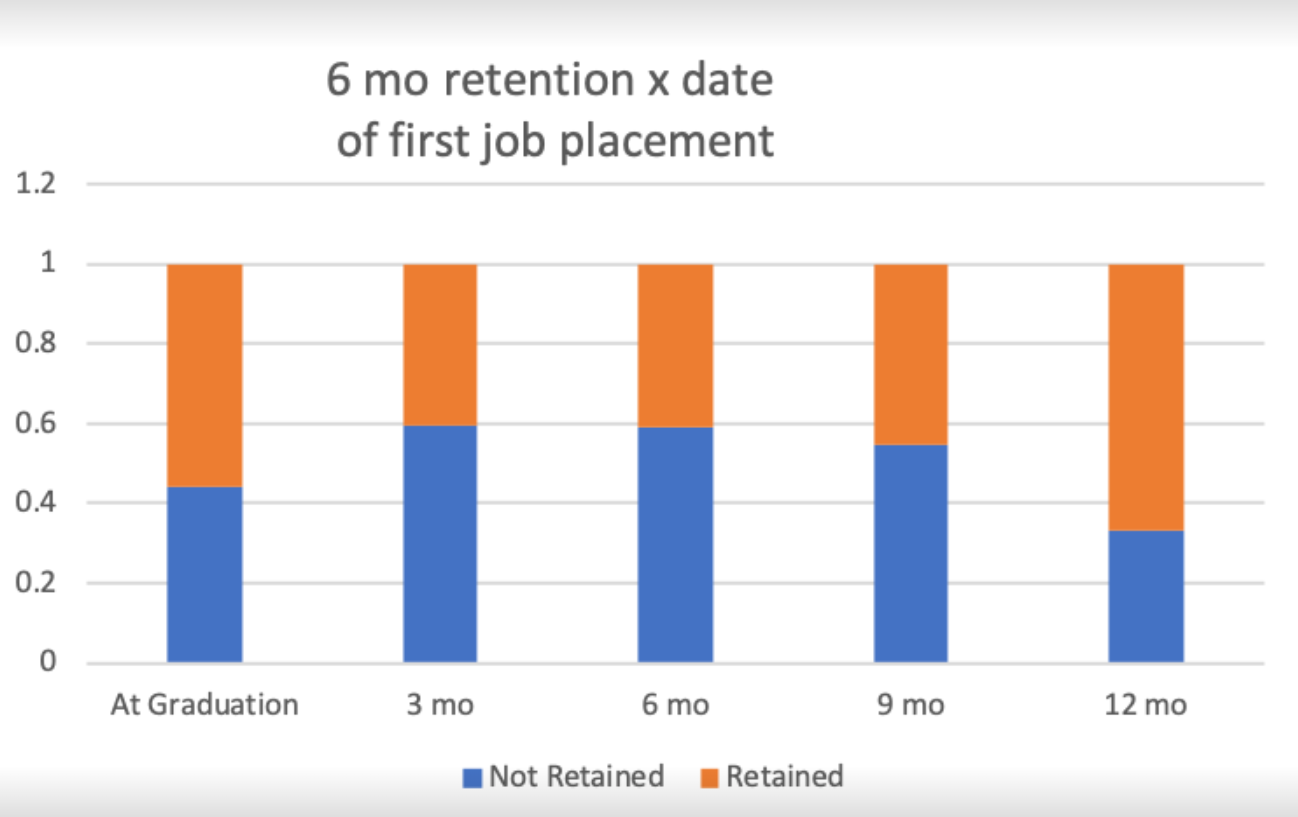 6 mo retention x date
of first job placement
1.2
1
0.8
0.6
0.4
0.2
0
At Graduation 3 mo 6 mo 9 mo 12 mo
Not Retained Retained